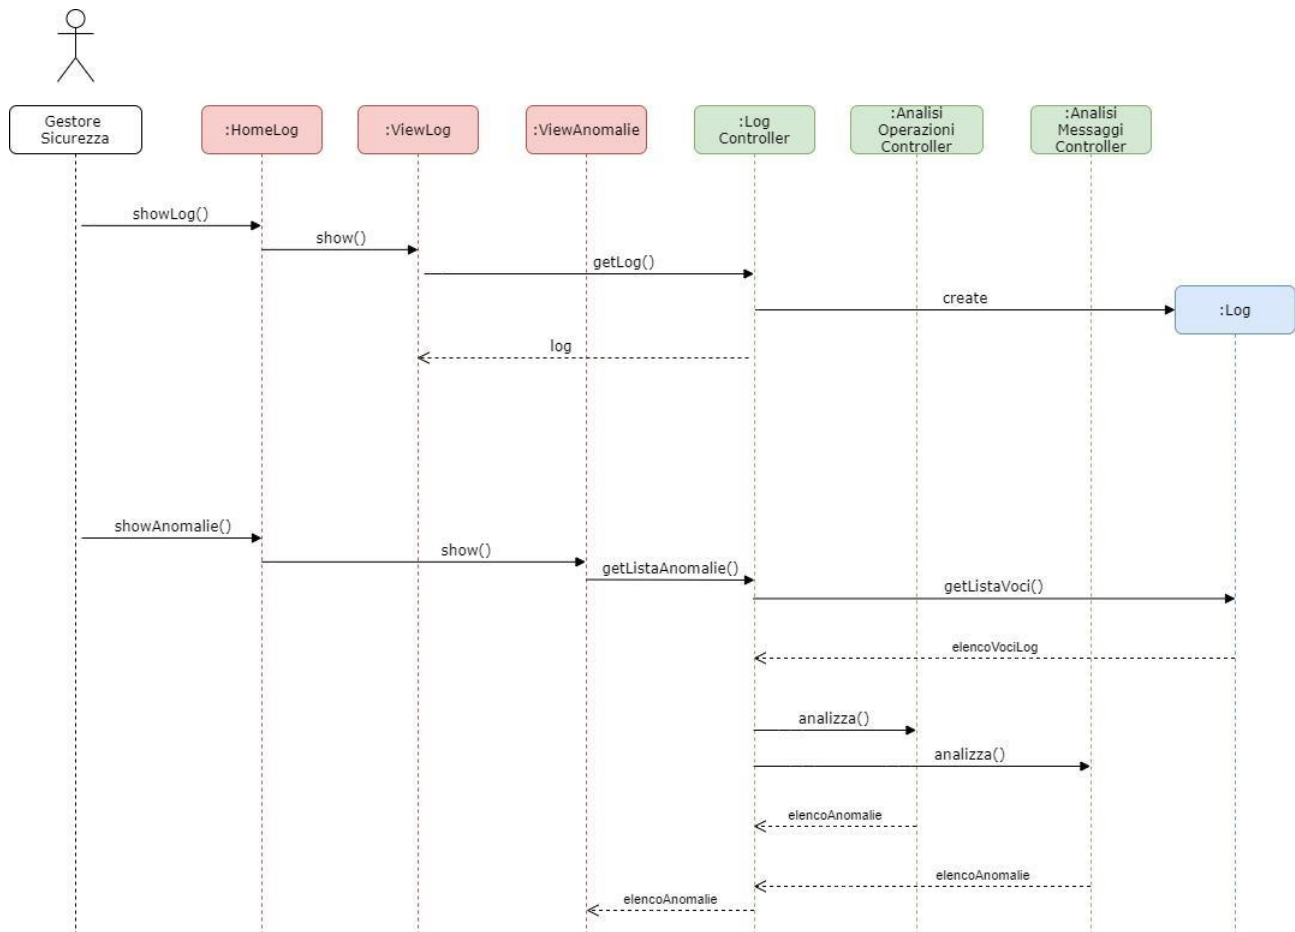 Gestore
Sicurezza
:HomeLog
:ViewLog
:ViewAnomalie
:Log
Controller
:Analisi
Operazioni
Controller
:Analisi
Messaggi
Controller
showLog()
show()
getLog()
create
:Log
log
showAnomalie()
show()
getListaAnomalie()
getListaVoci()
elencoVociLog
analizza()
analizza()
elencoAnomalie
elencoAnomalie
elencoAnomalie